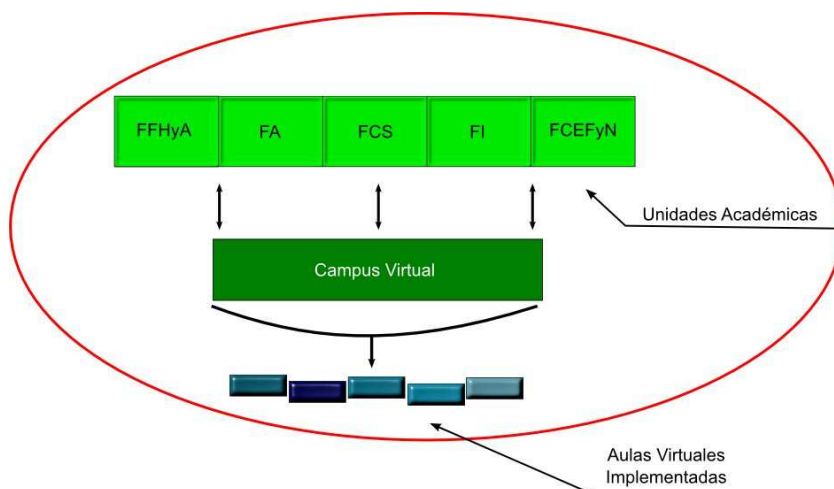 FFHyA FA FCS FI FCEFyN
Unidades Académicas
Campus Virtual
Aulas Virtuales
Implementadas